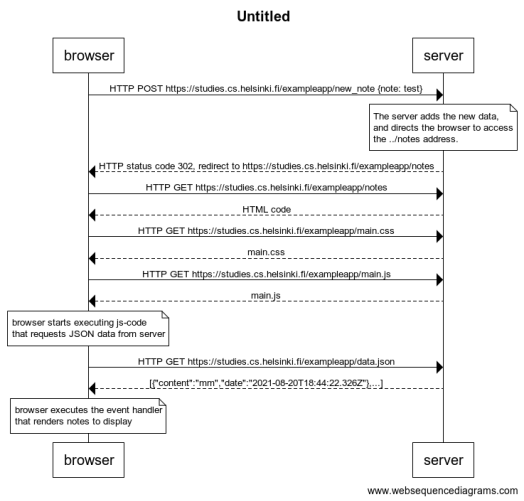 Untitled
browser
server
HTTP POST https://studies.cs.helsinki.fi/exampleapp/new_note {note: test}
The server adds the new data,
and directs the browser to access
the ../notes address.
HTTP status code 302, redirect to https://studies.cs.helsinki.fi/exampleapp/notes
HTTP GET https://studies.cs.helsinki.fi/exampleapp/notes
HTML code
HTTP GET https://studies.cs.helsinki.fi/exampleapp/main.css
main.css
HTTP GET https://studies.cs.helsinki.fi/exampleapp/main.js
main.js
browser starts executing js-code
that requests JSON data from server
HTTP GET https://studies.cs.helsinki.fi/exampleapp/data.json
[{"content":"mm","date":"2021-08-20T18:44:22.326Z"},...]
browser executes the event handler
that renders notes to display
browser
server
www.websequencediagrams.com